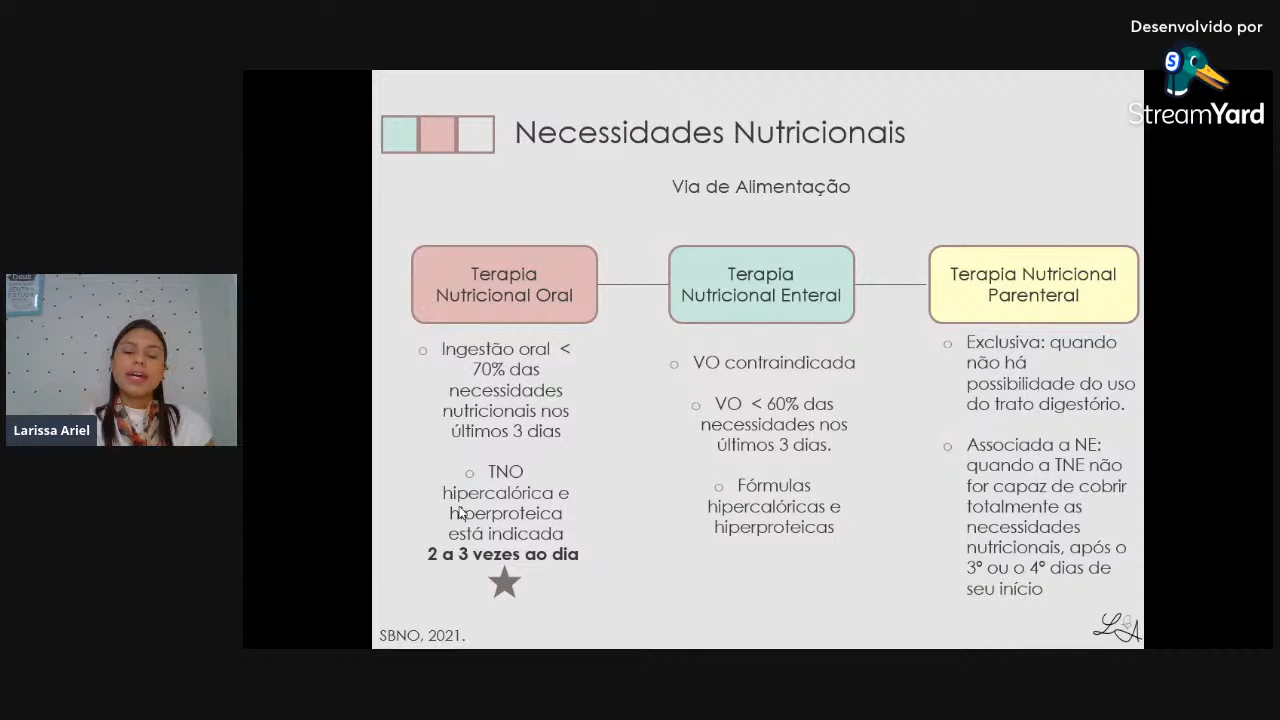 Desenvolvido por
StreamYard
Necessidades Nutricionais
Via de Alimentação
Terapia
Nutricional Oral
Ingestão oral <
70% das
necessidades
nutricionais nos
últimos 3 dias
TNO
hipercalórica e
hiperproteica
está indicada
2 a 3 vezes ao dia
Terapia
Nutricional Enteral
VO contraindicada
VO < 60% das
necessidades nos
últimos 3 dias.
Fórmulas
hipercalóricas e
hiperproteicas
Terapia Nutricional
Parenteral
Exclusiva: quando
não há
possibilidade do uso
do trato digestório.
Associada a NE:
quando a TNE não
for capaz de cobrir
totalmente as
necessidades
nutricionais, após o
3º ou o 4º dias de
seu início
SBNO, 2021.
LA
Larissa Ariel